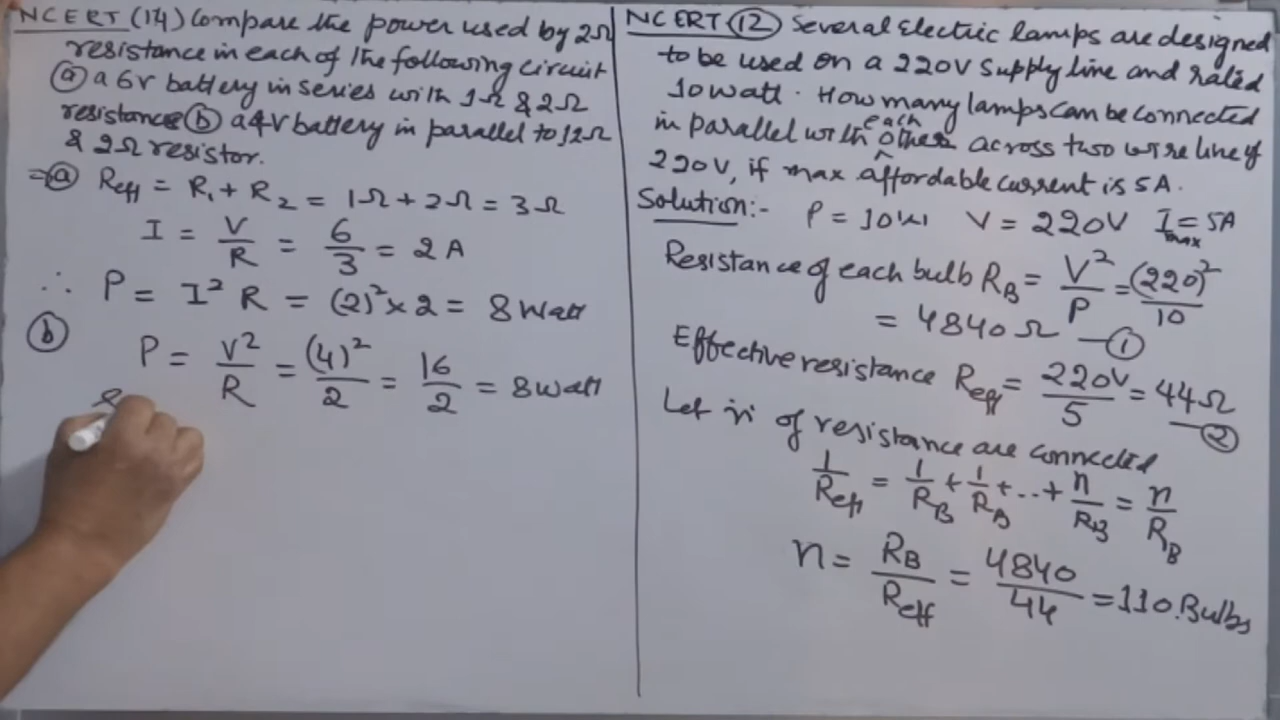 NCERT (14) Compare the power used by 2Ω
resistance in each of the following circuit
(a) a 6V battery in series with 1Ω & 2Ω
resistance (b) a 4V battery in parallel to 12Ω
& 2Ω resistor.
⇒(a) Reff = R1 + R2 = 1Ω + 2Ω = 3Ω
I = V/R = 6/3 = 2 A
∴ P = I² R = (2)² × 2 = 8 Watt
(b)
P = V²/R = (4)²/2 = 16/2 = 8 watt
NCERT (12) Several Electric lamps are designed
to be used on a 220V supply line and rated
10 watt. How many lamps can be connected
in parallel with each other across two wire line of
220V, if max affordable current is 5A.
Solution:- P = 10W V = 220V Imax = 5A
Resistance of each bulb RB = V²/P = (220)²/10
= 4840 Ω —(1)
Effective resistance Reff = 220V/5 = 44Ω
—(2)
Let 'n' of resistance are connected
1/Reff = 1/RB + 1/RB + .. + n/RB = n/RB
n = RB/Reff = 4840/44 = 110. Bulbs